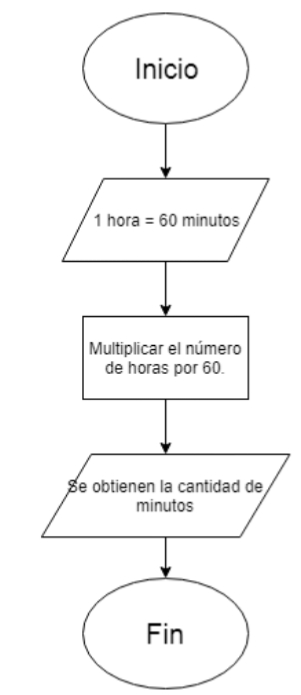 Inicio
1 hora = 60 minutos
Multiplicar el número
de horas por 60.
Se obtienen la cantidad de
minutos
Fin